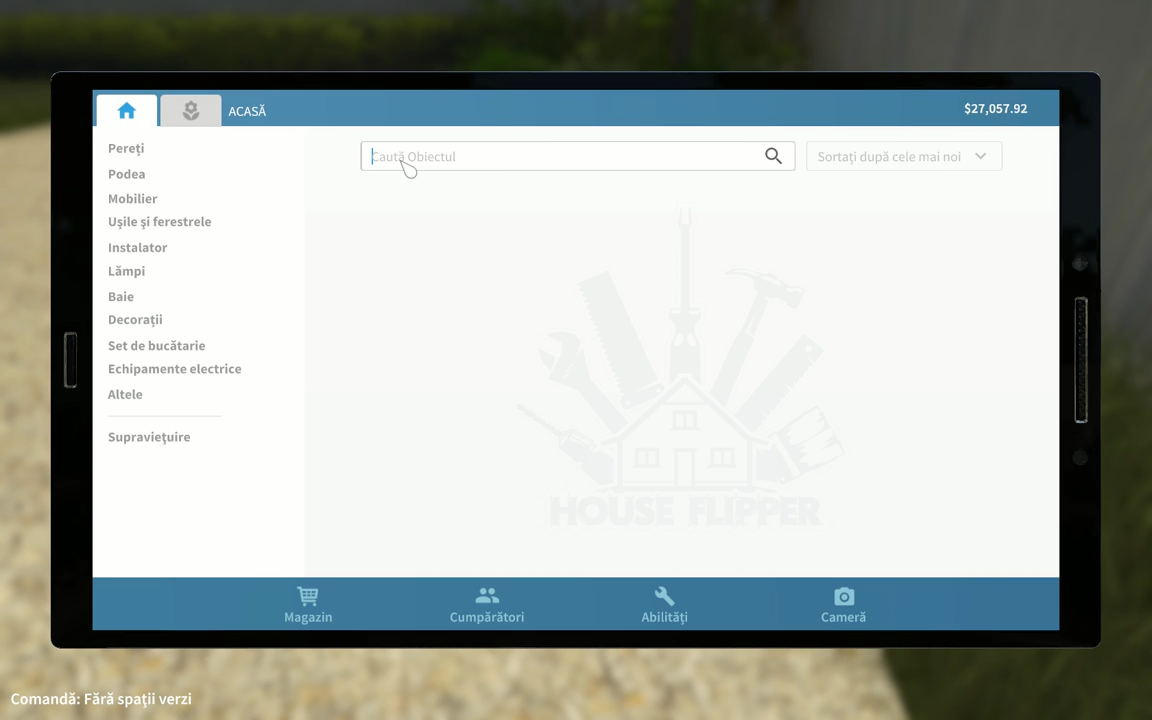 ACASĂ
$27,057.92
Pereți
Podea
Mobilier
Ușile și ferestrele
Instalator
Lămpi
Baie
Decorații
Set de bucătarie
Echipamente electrice
Altele
Supraviețuire
Caută Obiectul
Sortați după cele mai noi
HOUSE FLIPPER
Magazin
Cumpărători
Abilități
Cameră
Comandă: Fără spații verzi